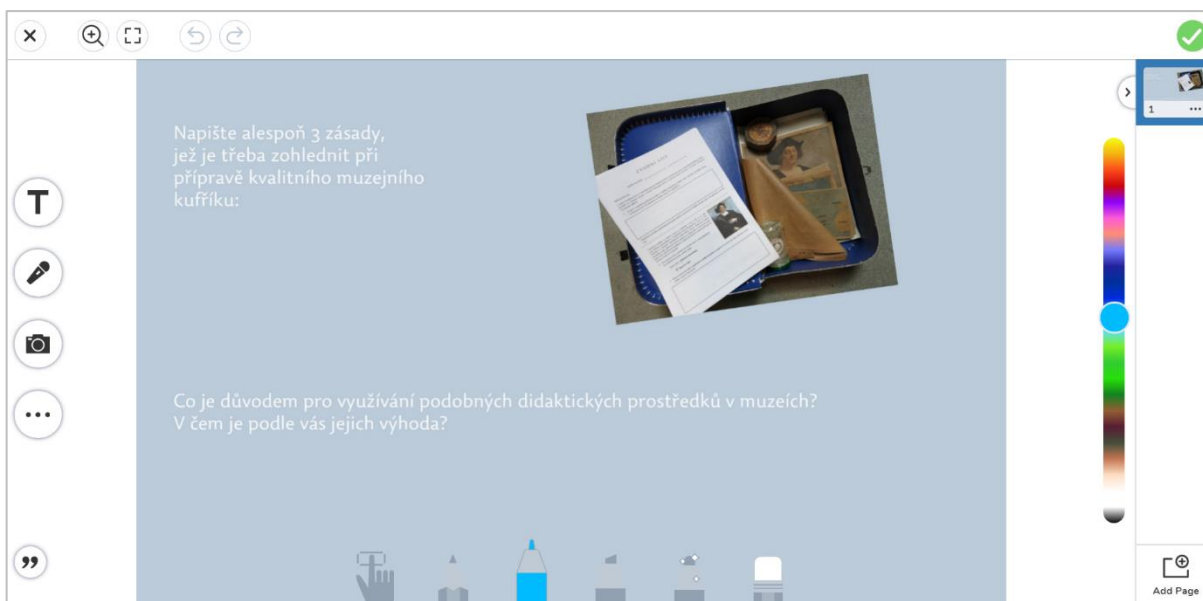 T
Napište alespoň 3 zásady,
jež je třeba zohlednit při
přípravě kvalitního muzejního
kufříku:
1
Co je důvodem pro využívání podobných didaktických prostředků v muzeích?
V čem je podle vás jejich výhoda?
Add Page